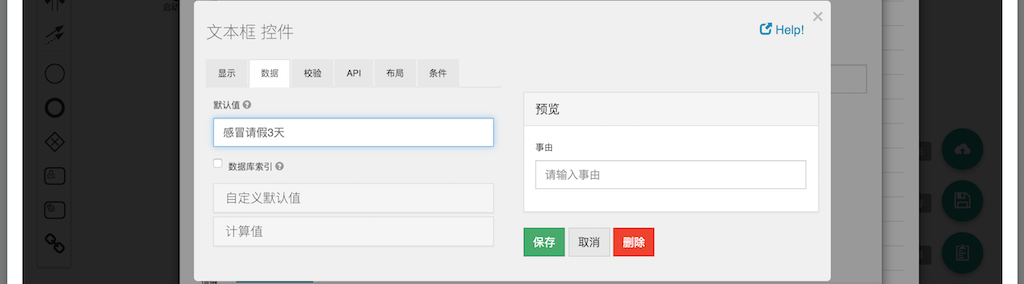 文本框 控件
Help!
显示
数据
校验
API
布局
条件
默认值
感冒请假3天
数据库索引
自定义默认值
计算值
预览
事由
请输入事由
保存
取消
删除